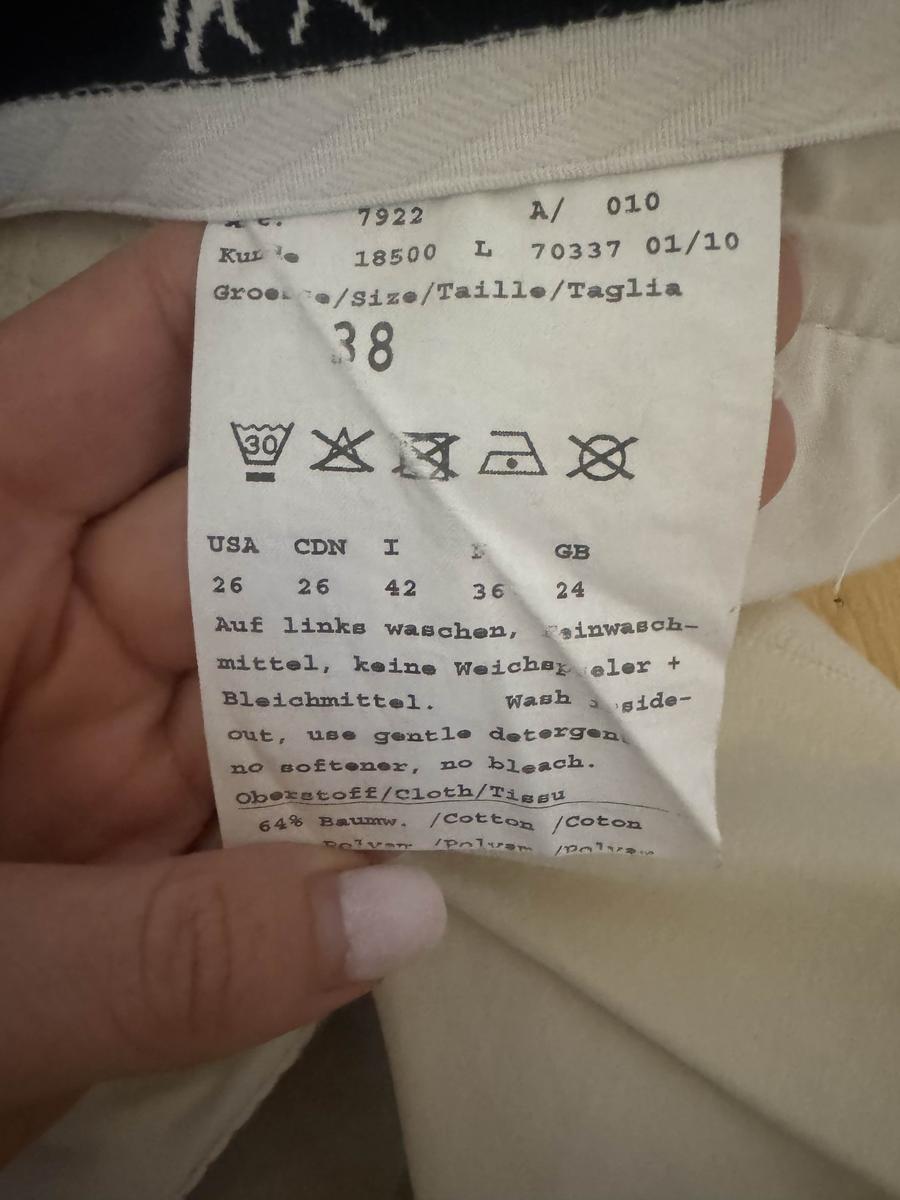 7922 A/ 010
18500 L 70337 01/10
/Size/Taille/Taglia
38
30
USA CDN I GB
26 26 42 36 24
Auf links waschen,
mittel, keine +
Bleichmittel. Wash
out, use gentle
no softener, no bleach.
Oberstoff/Cloth/Tissu
64% Baumw. /Cotton /Coton